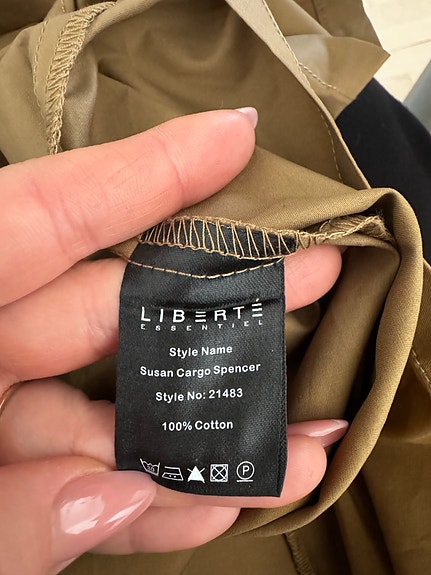 LIBERTÉ
ESSENTIEL
Style Name
Susan Cargo Spencer
Style No: 21483
100% Cotton
P